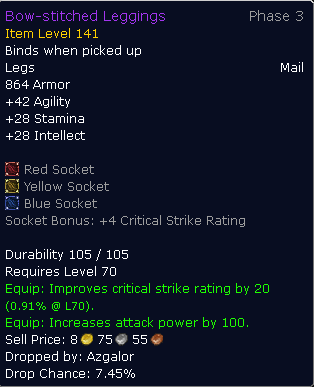 Bow-stitched Leggings Phase 3
Item Level 141
Binds when picked up
Legs Mail
864 Armor
+42 Agility
+28 Stamina
+28 Intellect
Red Socket
Yellow Socket
Blue Socket
Socket Bonus: +4 Critical Strike Rating
Durability 105 / 105
Requires Level 70
Equip: Improves critical strike rating by 20
(0.91% @ L70).
Equip: Increases attack power by 100.
Sell Price: 8 75 55
Dropped by: Azgalor
Drop Chance: 7.45%